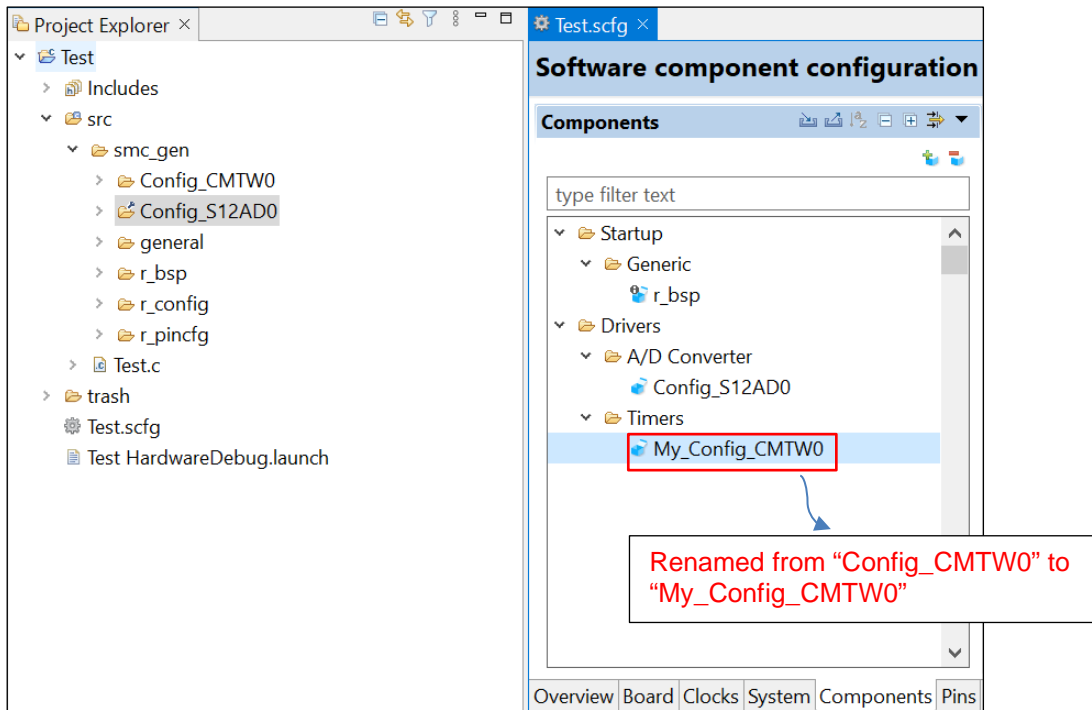 Project Explorer
Test
Includes
src
smc_gen
Config_CMTW0
Config_S12AD0
general
r_bsp
r_config
r_pincfg
Test.c
trash
Test.scfg
Test HardwareDebug.launch
Test.scfg
Software component configuration
Components
type filter text
Startup
Generic
r_bsp
Drivers
A/D Converter
Config_S12AD0
Timers
My_Config_CMTW0
Renamed from “Config_CMTW0” to
“My_Config_CMTW0”
Overview Board Clocks System Components Pins